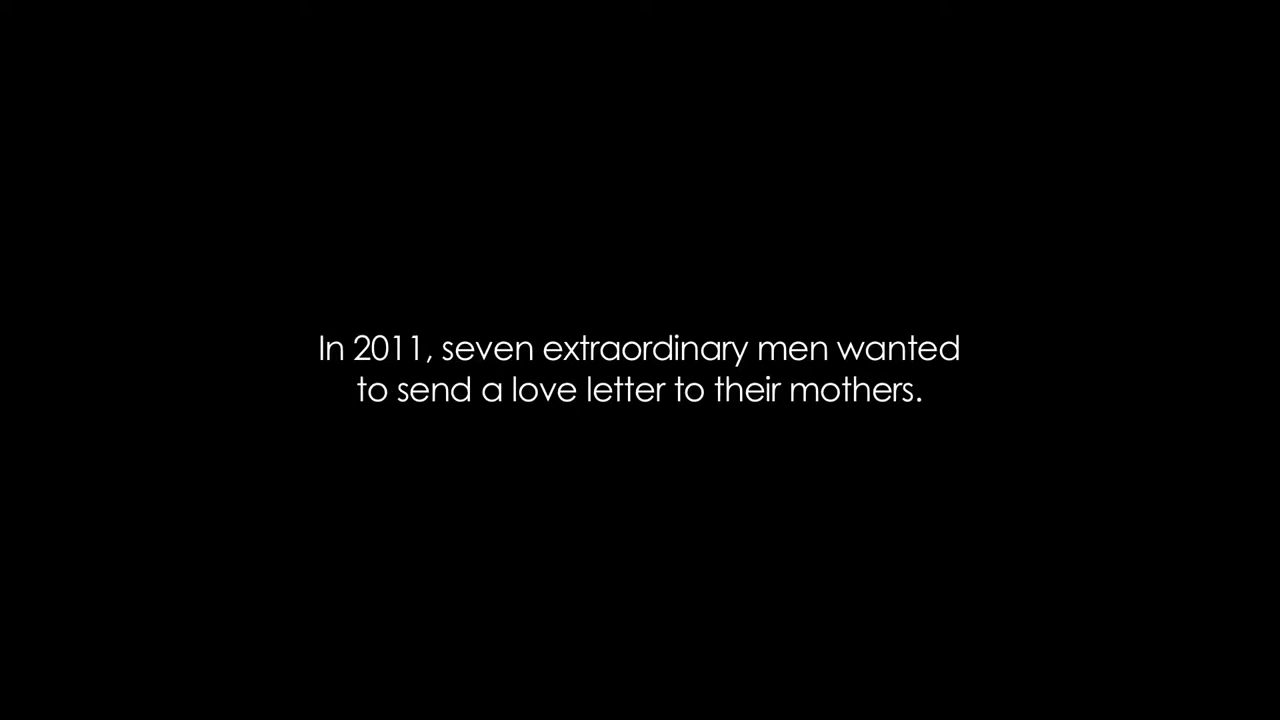 In 2011, seven extraordinary men wanted
to send a love letter to their mothers.